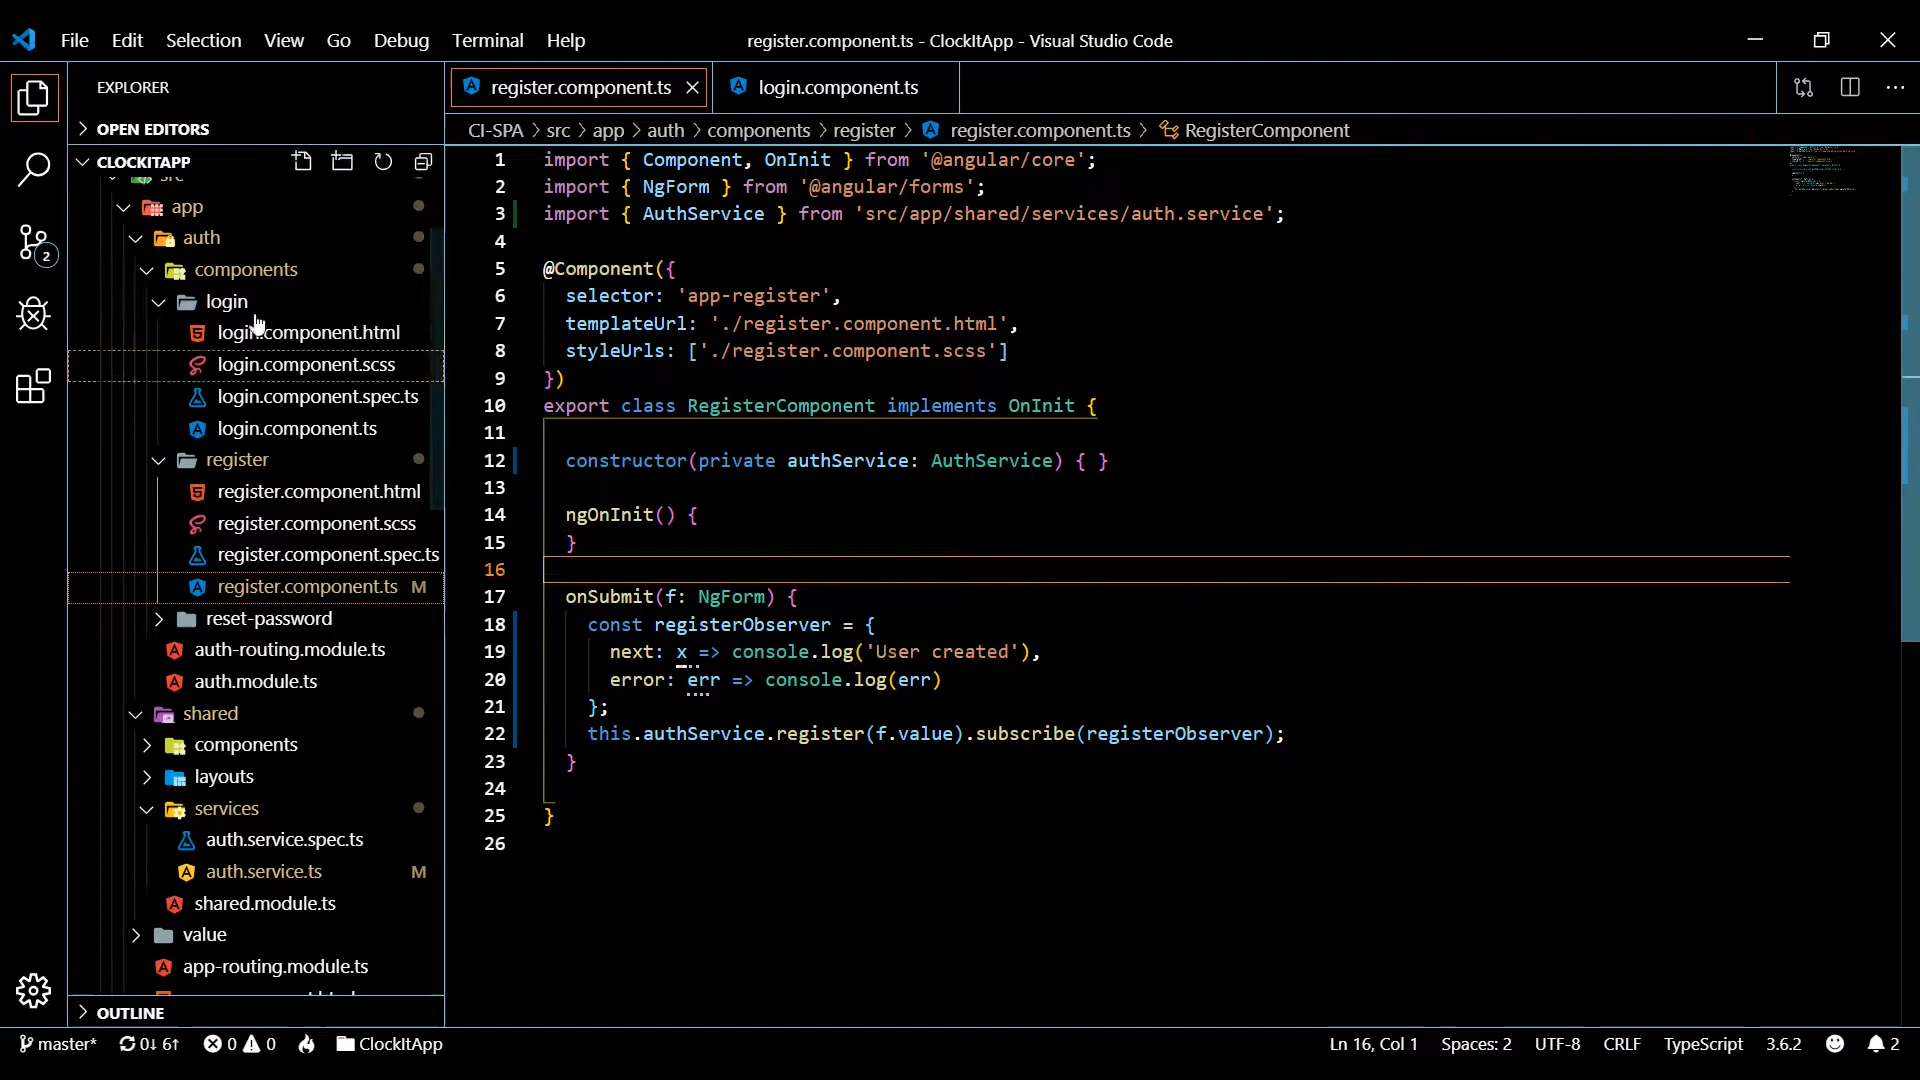 File Edit Selection View Go Debug Terminal Help
register.component.ts - ClockItApp - Visual Studio Code
EXPLORER
OPEN EDITORS
CLOCKITAPP
src
app
auth
components
login
login.component.html
login.component.scss
login.component.spec.ts
login.component.ts
register
register.component.html
register.component.scss
register.component.spec.ts
register.component.ts M
reset-password
auth-routing.module.ts
auth.module.ts
shared
components
layouts
services
auth.service.spec.ts
auth.service.ts M
shared.module.ts
value
app-routing.module.ts
OUTLINE
2
register.component.ts login.component.ts
CI-SPA > src > app > auth > components > register > register.component.ts > RegisterComponent
1 import { Component, OnInit } from '@angular/core';
2 import { NgForm } from '@angular/forms';
3 import { AuthService } from 'src/app/shared/services/auth.service';
4
5 @Component({
6 selector: 'app-register',
7 templateUrl: './register.component.html',
8 styleUrls: ['./register.component.scss']
9 })
10 export class RegisterComponent implements OnInit {
11
12 constructor(private authService: AuthService) { }
13
14 ngOnInit() {
15 }
16
17 onSubmit(f: NgForm) {
18 const registerObserver = {
19 next: x => console.log('User created'),
20 error: err => console.log(err)
21 };
22 this.authService.register(f.value).subscribe(registerObserver);
23 }
24
25 }
26
master* 0↓ 6↑ 0 0 ClockItApp
Ln 16, Col 1 Spaces: 2 UTF-8 CRLF TypeScript 3.6.2 2